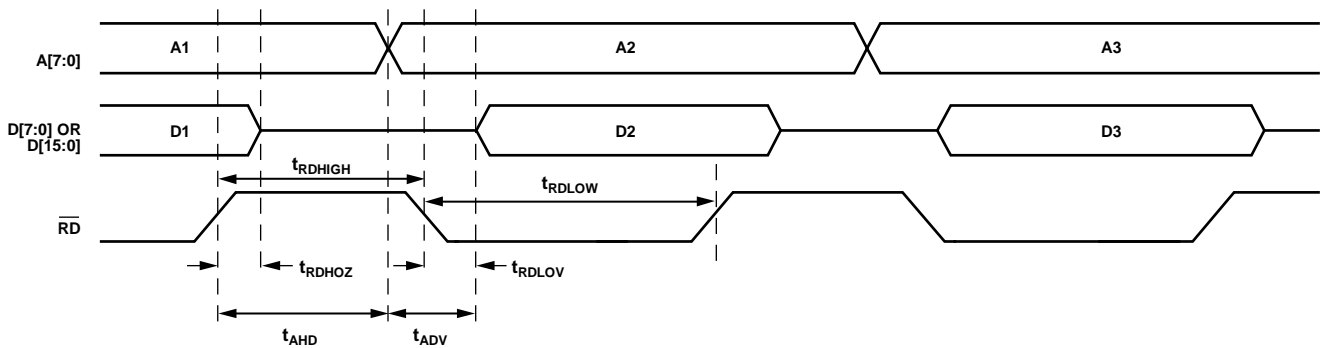 A[7:0]
A1
A2
A3
D[7:0] OR
D[15:0]
D1
D2
D3
tRDHIGH
tRDLOW
RD
tRDHOZ
tRDLOV
tAHD
tADV